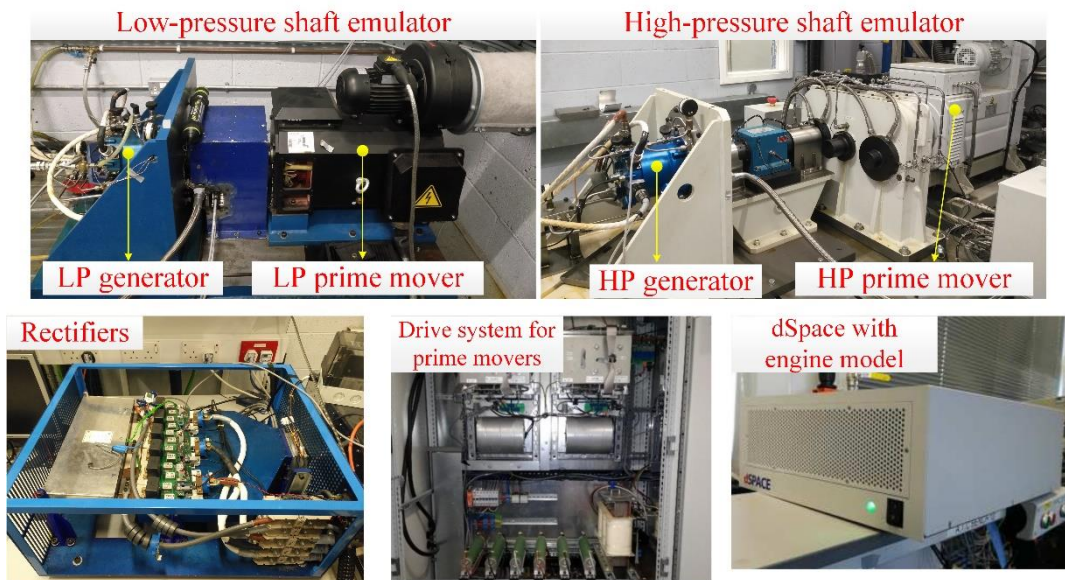 Low-pressure shaft emulator
High-pressure shaft emulator
LP generator
LP prime mover
HP generator
HP prime mover
Rectifiers
Drive system for
prime movers
dSpace with
engine model
dSPACE